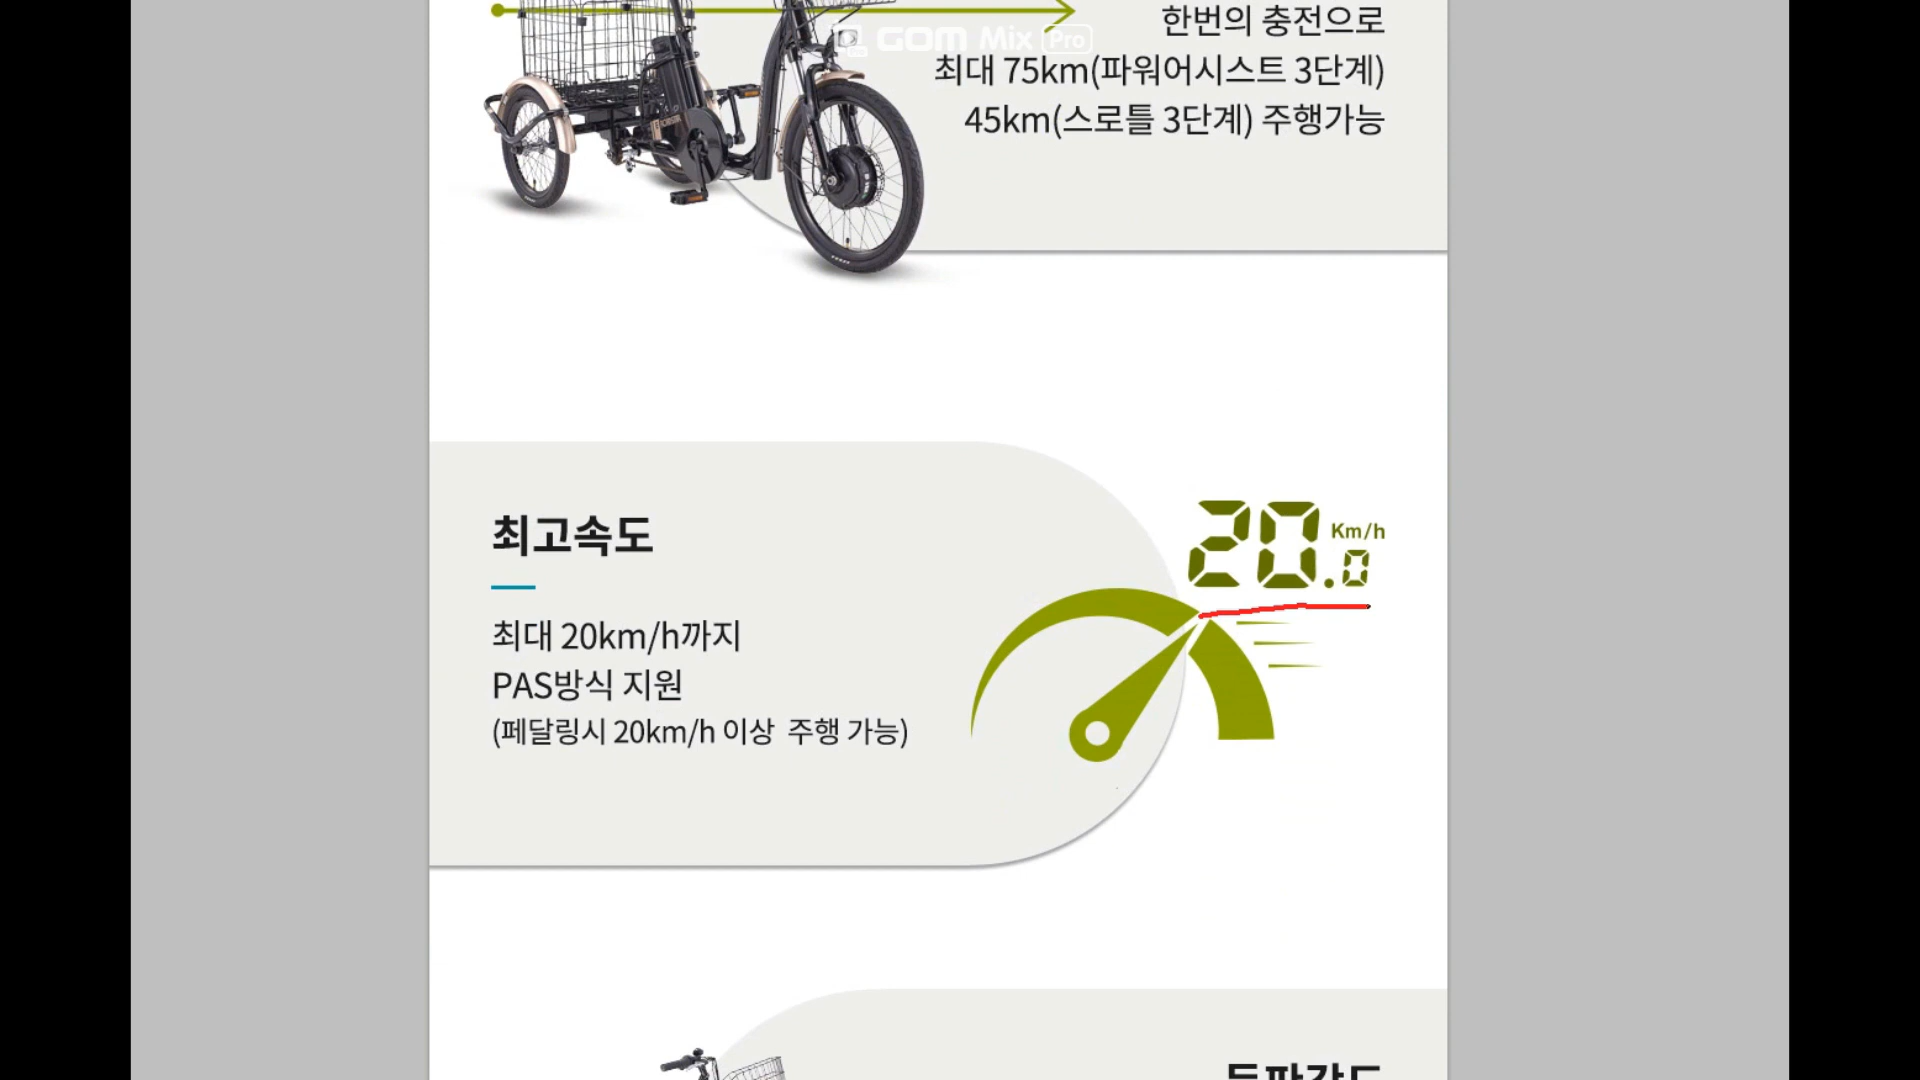 한번의 충전으로
GOM Mix Pro
최대 75km(파워어시스트 3단계)
45km(스로틀 3단계) 주행가능
20.0 Km/h
최고속도
최대 20km/h까지
PAS방식 지원
(페달링시 20km/h 이상 주행 가능)